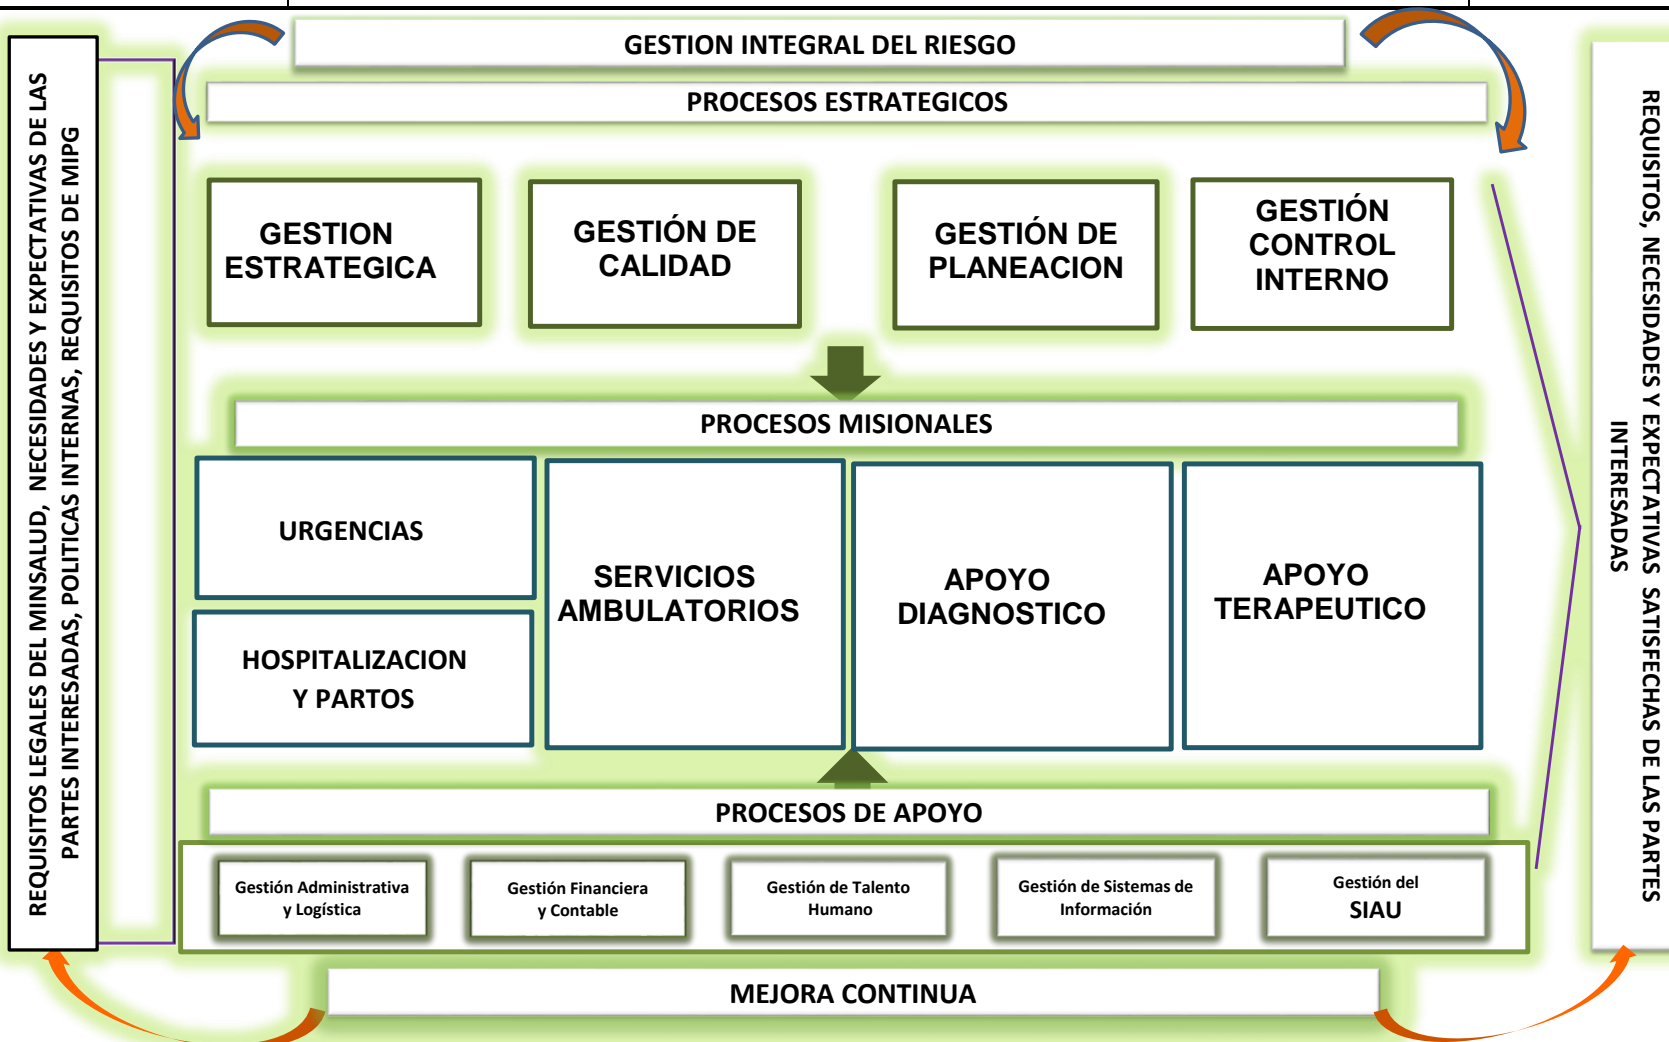 GESTION INTEGRAL DEL RIESGO
PROCESOS ESTRATEGICOS
REQUISITOS LEGALES DEL MINSALUD, NECESIDADES Y EXPECTATIVAS DE LAS
PARTES INTERESADAS, POLITICAS INTERNAS, REQUISITOS DE MIPG
GESTION
ESTRATEGICA
GESTIÓN DE
CALIDAD
GESTIÓN DE
PLANEACION
GESTIÓN
CONTROL
INTERNO
PROCESOS MISIONALES
URGENCIAS
HOSPITALIZACION
Y PARTOS
SERVICIOS
AMBULATORIOS
APOYO
DIAGNOSTICO
APOYO
TERAPEUTICO
PROCESOS DE APOYO
Gestión Administrativa
y Logística
Gestión Financiera
y Contable
Gestión de Talento
Humano
Gestión de Sistemas de
Información
Gestión del
SIAU
MEJORA CONTINUA
REQUISITOS, NECESIDADES Y EXPECTATIVAS SATISFECHAS DE LAS PARTES
INTERESADAS